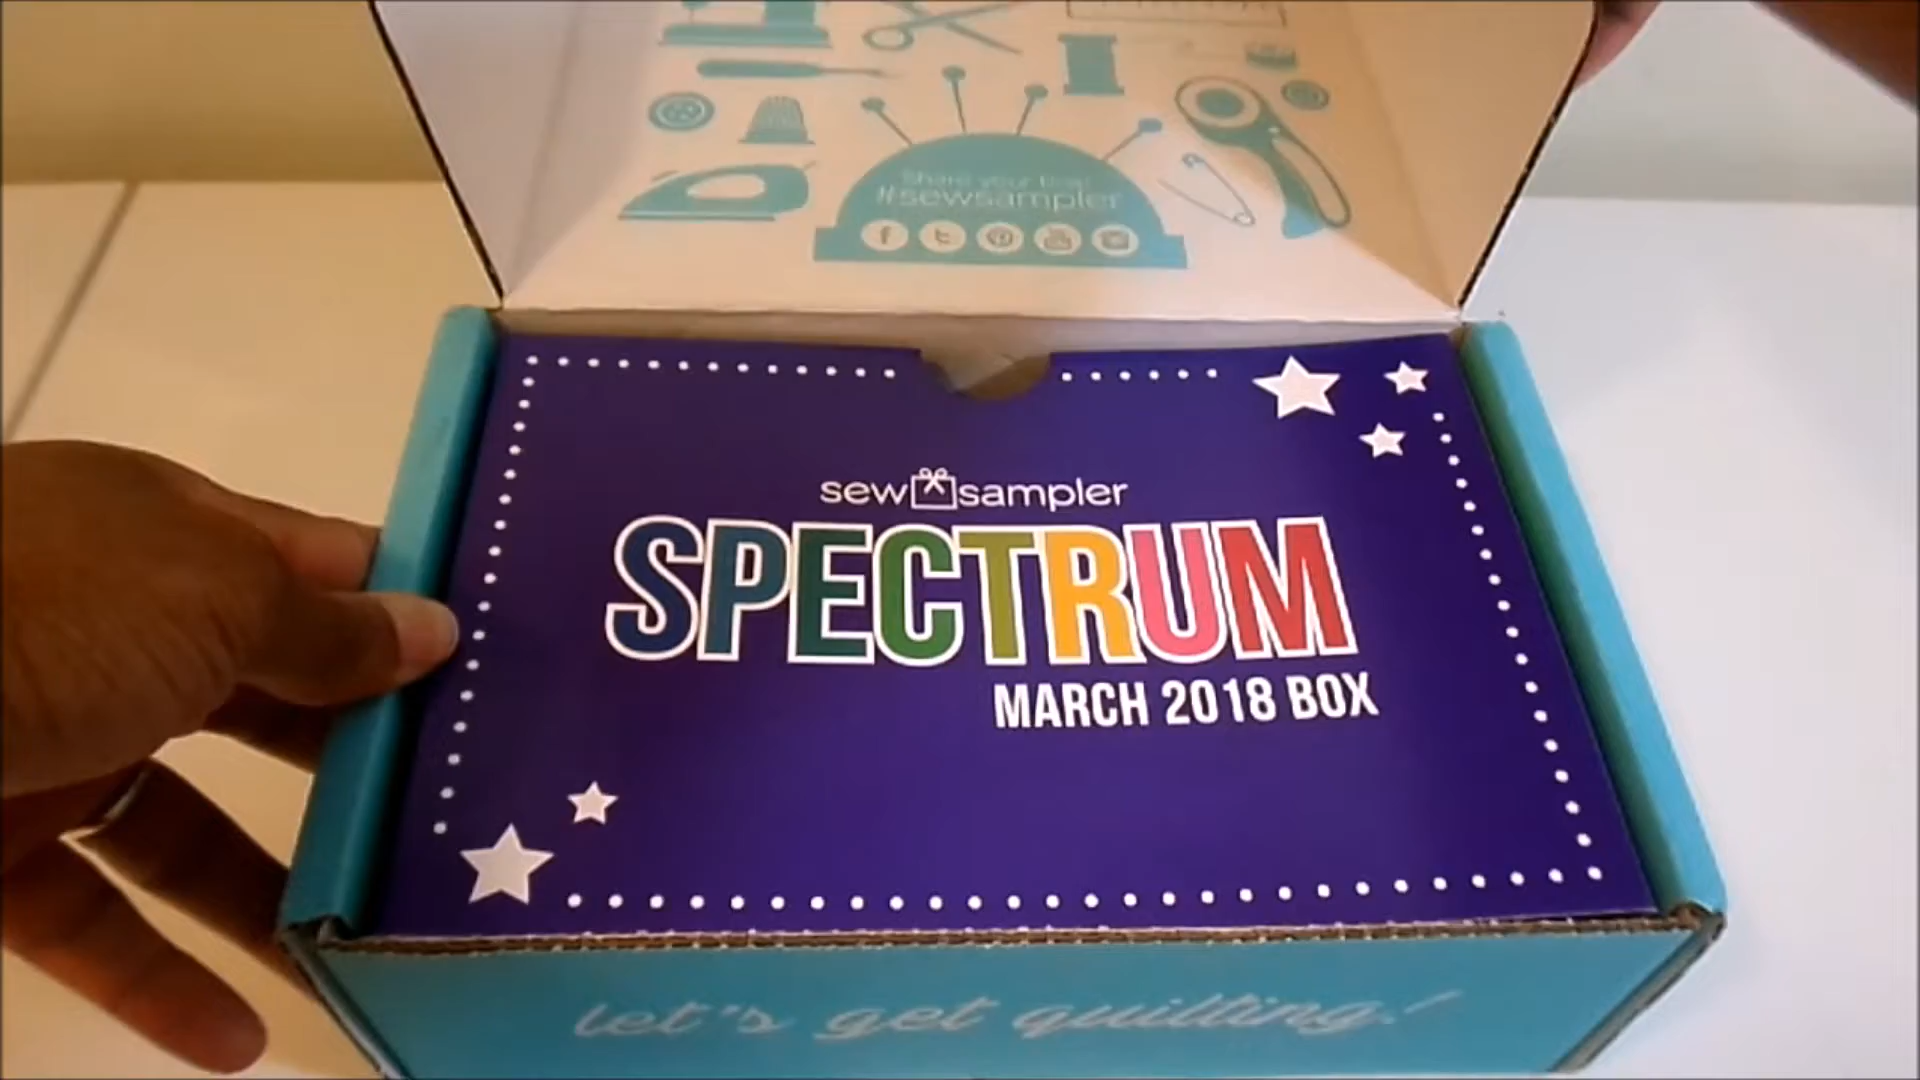 Share your box!
#sewsampler
sew sampler
SPECTRUM
MARCH 2018 BOX
let's get quilting!